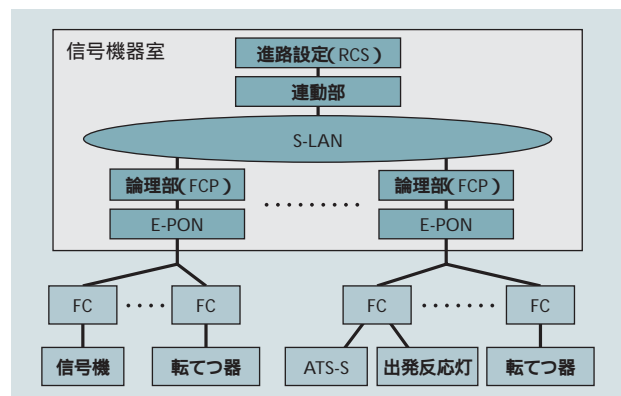 信号機器室
進路設定(RCS)
連動部
S-LAN
論理部(FCP) ········· 論理部(FCP)
E-PON E-PON
FC ···· FC FC ······· FC
信号機 転てつ器 ATS-S 出発反応灯 転てつ器